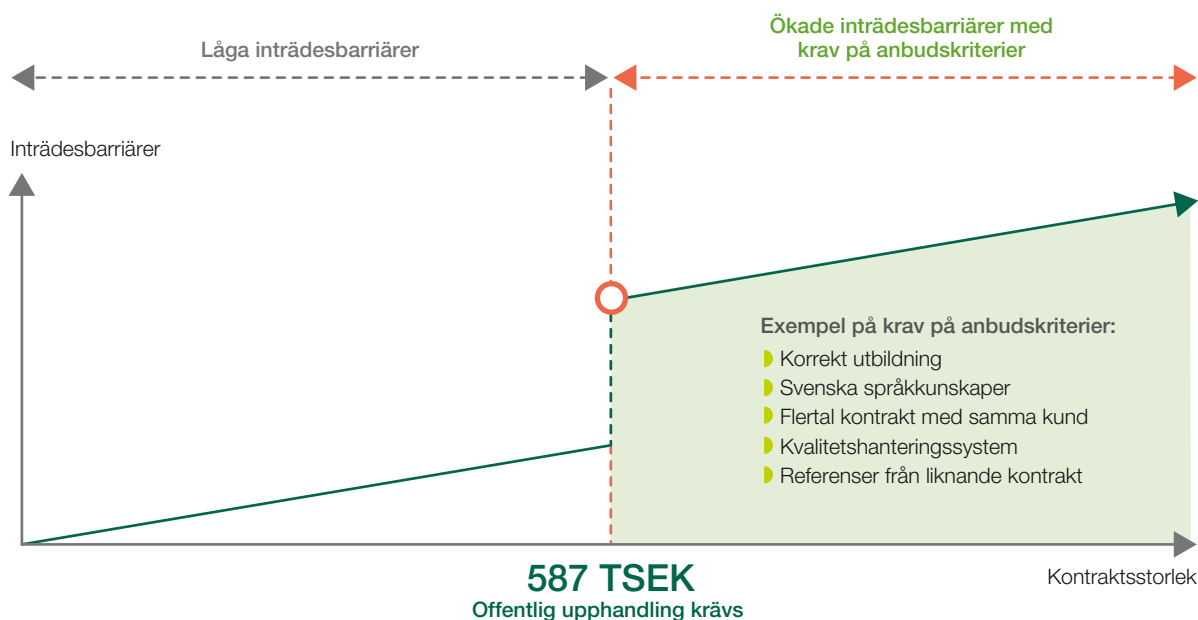 Låga inträdesbarriärer
Ökade inträdesbarriärer med
krav på anbudskriterier
Inträdesbarriärer
Exempel på krav på anbudskriterier:
Korrekt utbildning
Svenska språkkunskaper
Flertal kontrakt med samma kund
Kvalitetshanteringssystem
Referenser från liknande kontrakt
587 TSEK
Offentlig upphandling krävs
Kontraktsstorlek